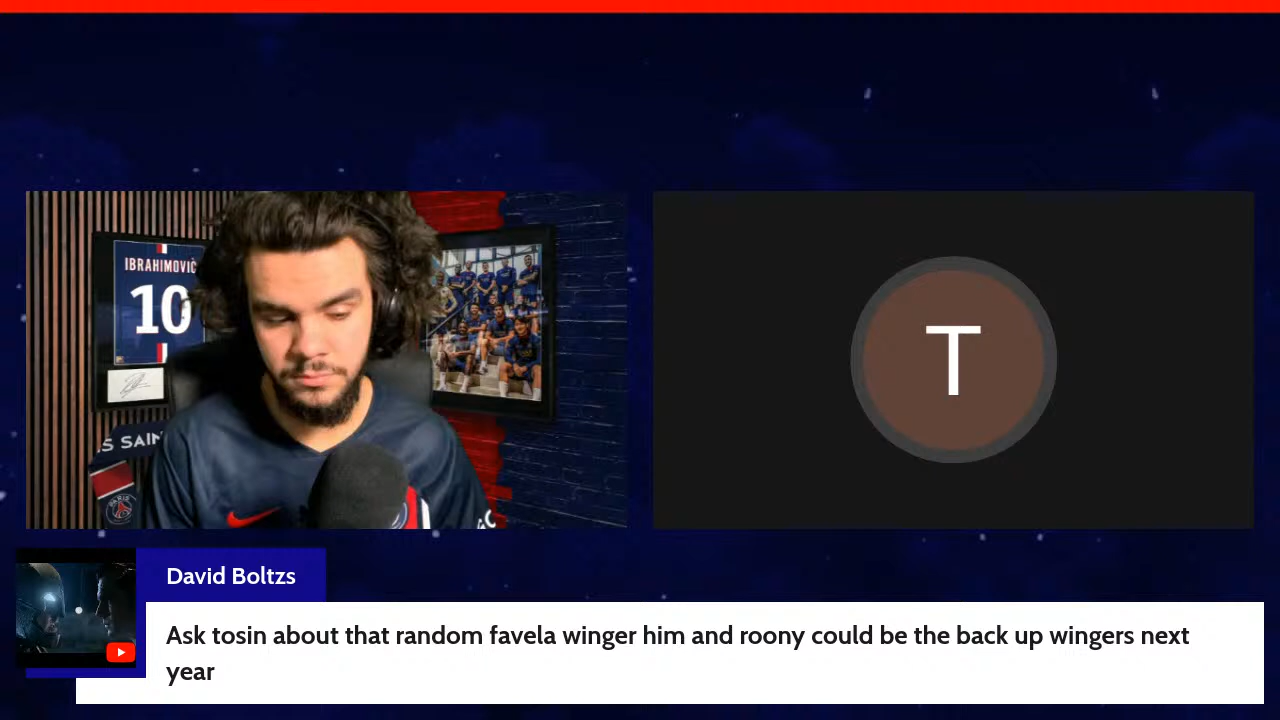 IBRAHIMOVIĆ
10
S SAIN
PARIS
T
David Boltzs
Ask tosin about that random favela winger him and roony could be the back up wingers next
year